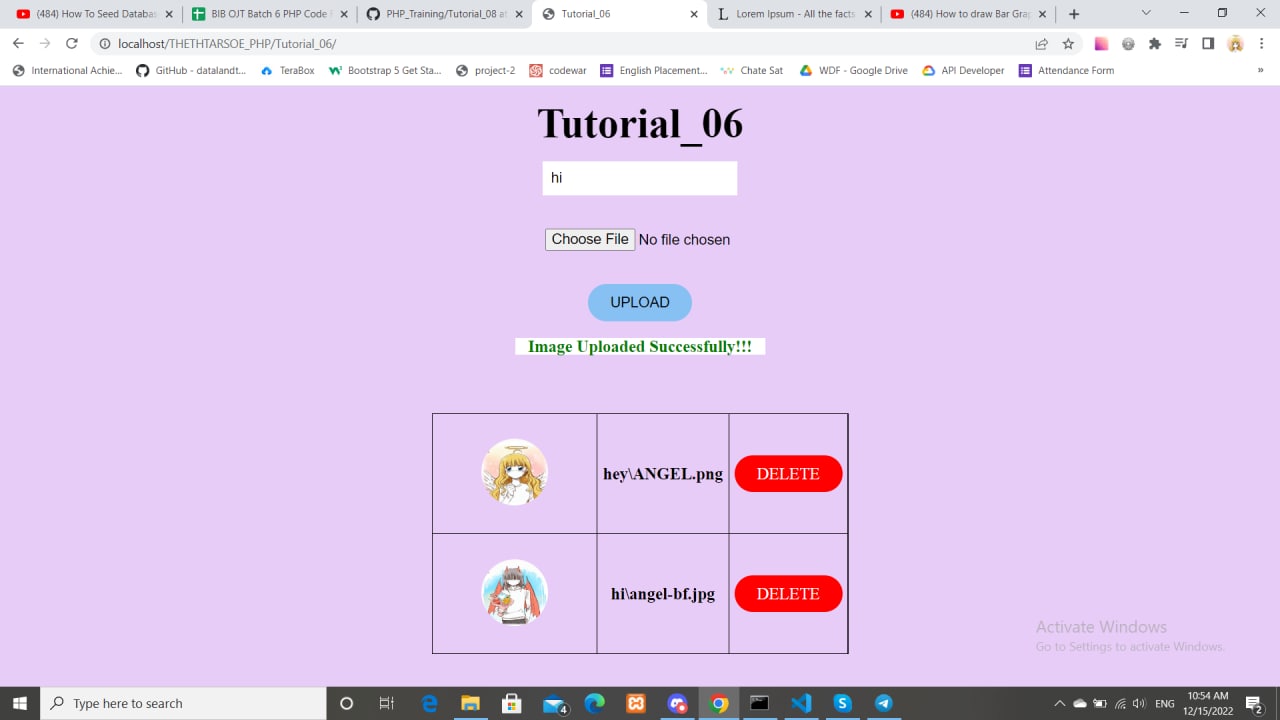 (484) How To Seed Databas
BIB OJT Batch 6 PHP Code F
PHP_Training/Tutorial_08 at
Tutorial_06
Lorem Ipsum - All the facts
(484) How to draw Bar Grap
localhost/THETHTARSOE_PHP/Tutorial_06/
International Achie...
GitHub - datalandt...
TeraBox
Bootstrap 5 Get Sta...
project-2
codewar
English Placement...
Chate Sat
WDF - Google Drive
API Developer
Attendance Form
»
Tutorial_06
hi
Choose File No file chosen
UPLOAD
Image Uploaded Successfully!!!
hey\ANGEL.png
DELETE
hi\angel-bf.jpg
DELETE
Activate Windows
Go to Settings to activate Windows.
Type here to search
4
ENG
10:54 AM
12/15/2022
2